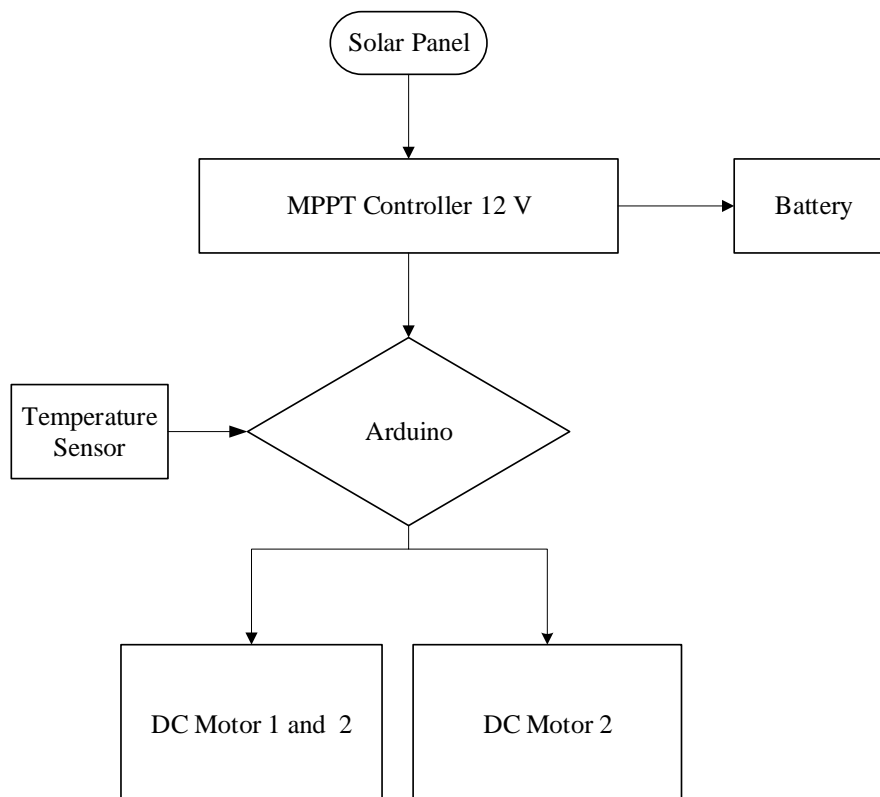 Solar Panel
MPPT Controller 12 V
Battery
Temperature
Sensor
Arduino
DC Motor 1 and  2
DC Motor 2